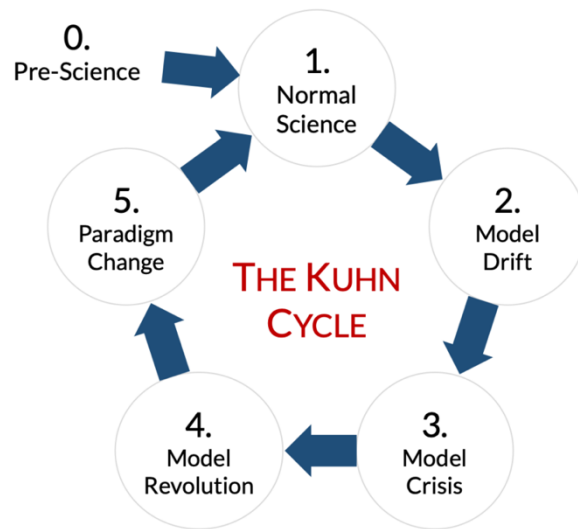 0.
Pre-Science
1.
Normal
Science
2.
Model
Drift
3.
Model
Crisis
4.
Model
Revolution
5.
Paradigm
Change
THE KUHN
CYCLE